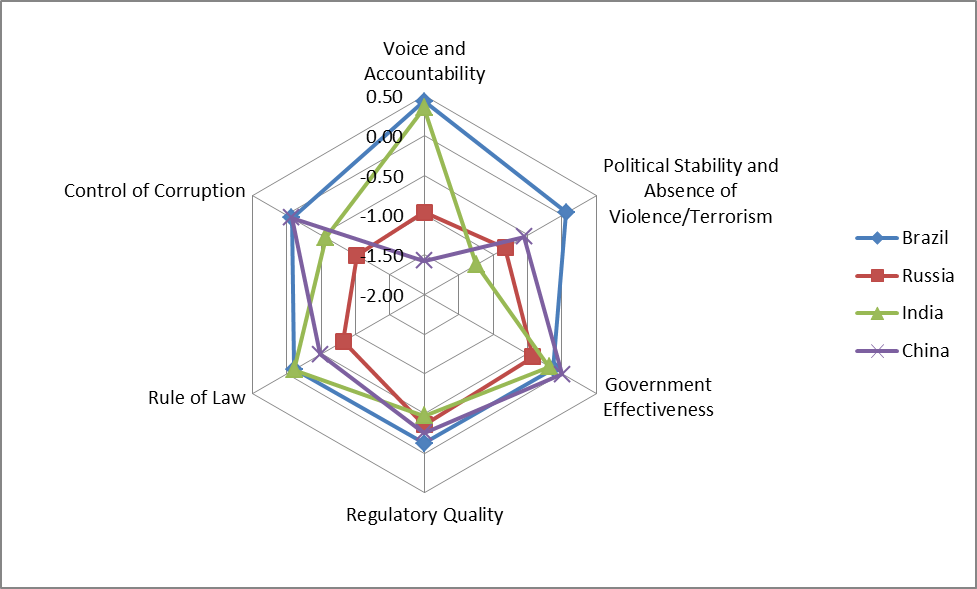 Voice and
Accountability
0.50
0.00
-0.50
-1.00
-1.50
-2.00
Political Stability and
Absence of
Violence/Terrorism
Government
Effectiveness
Regulatory Quality
Rule of Law
Control of Corruption
Brazil
Russia
India
China